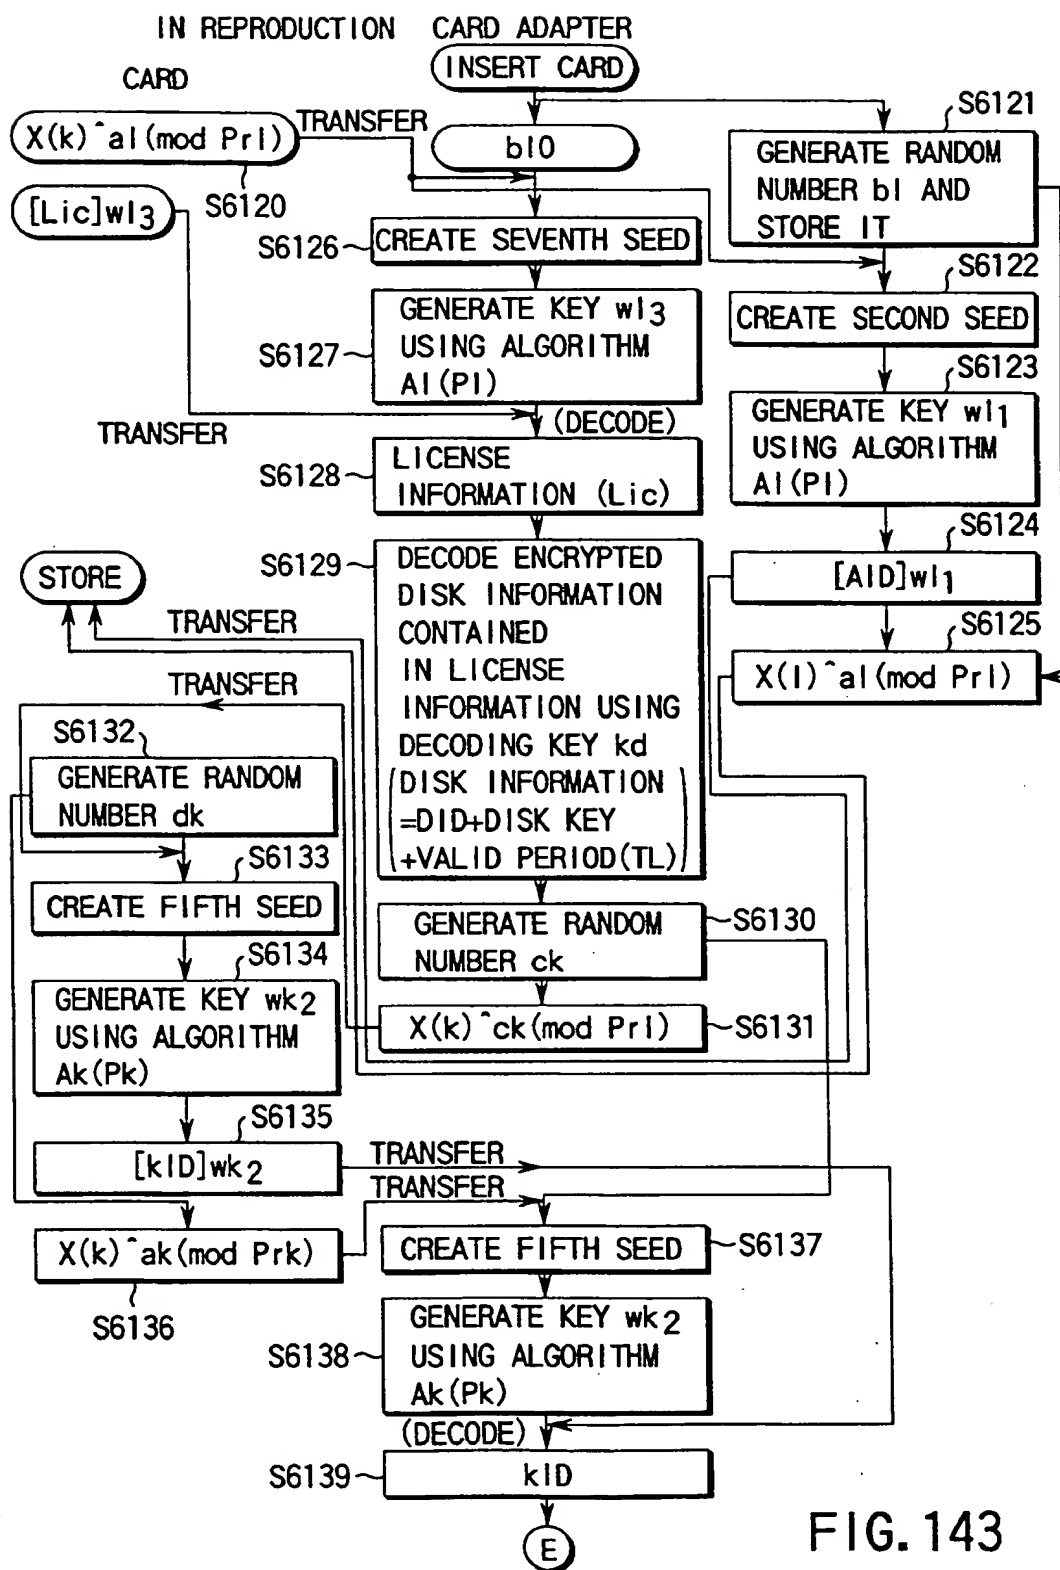 IN REPRODUCTION CARD ADAPTER
INSERT CARD
CARD
X(k)^al(mod Prl)
TRANSFER
S6120
bl0
S6121
GENERATE RANDOM
NUMBER bl AND
STORE IT
[Lic]wl3
S6126
CREATE SEVENTH SEED
S6122
CREATE SECOND SEED
S6127
GENERATE KEY wl3
USING ALGORITHM
Al(Pl)
S6123
GENERATE KEY wl1
USING ALGORITHM
Al(Pl)
TRANSFER
(DECODE)
S6128
LICENSE
INFORMATION (Lic)
S6124
[AID]wl1
S6129
DECODE ENCRYPTED
DISK INFORMATION
CONTAINED
IN LICENSE
INFORMATION USING
DECODING KEY kd
(DISK INFORMATION
=DID+DISK KEY
+VALID PERIOD(TL))
S6125
X(l)^al(mod Prl)
STORE
TRANSFER
TRANSFER
S6132
GENERATE RANDOM
NUMBER dk
S6133
CREATE FIFTH SEED
S6130
GENERATE RANDOM
NUMBER ck
S6134
GENERATE KEY wk2
USING ALGORITHM
Ak(Pk)
S6131
X(k)^ck(mod Prl)
S6135
[kID]wk2
TRANSFER
TRANSFER
X(k)^ak(mod Prk)
S6136
CREATE FIFTH SEED
S6137
S6138
GENERATE KEY wk2
USING ALGORITHM
Ak(Pk)
(DECODE)
S6139
kID
E
FIG. 143